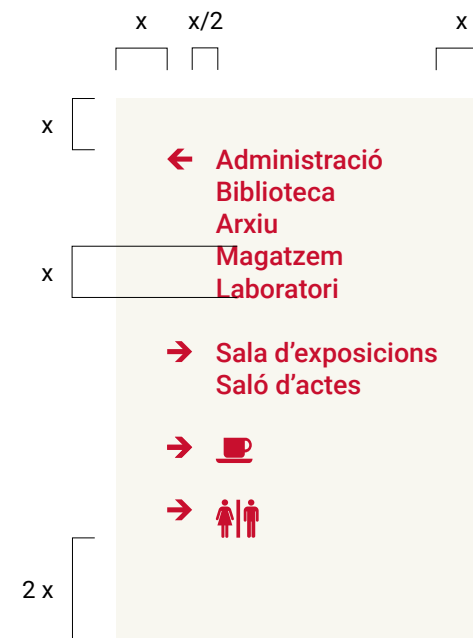 x x/2 x
x
Administració
Biblioteca
Arxiu
Magatzem
x
Laboratori
Sala d'exposicions
Saló d'actes
2 x